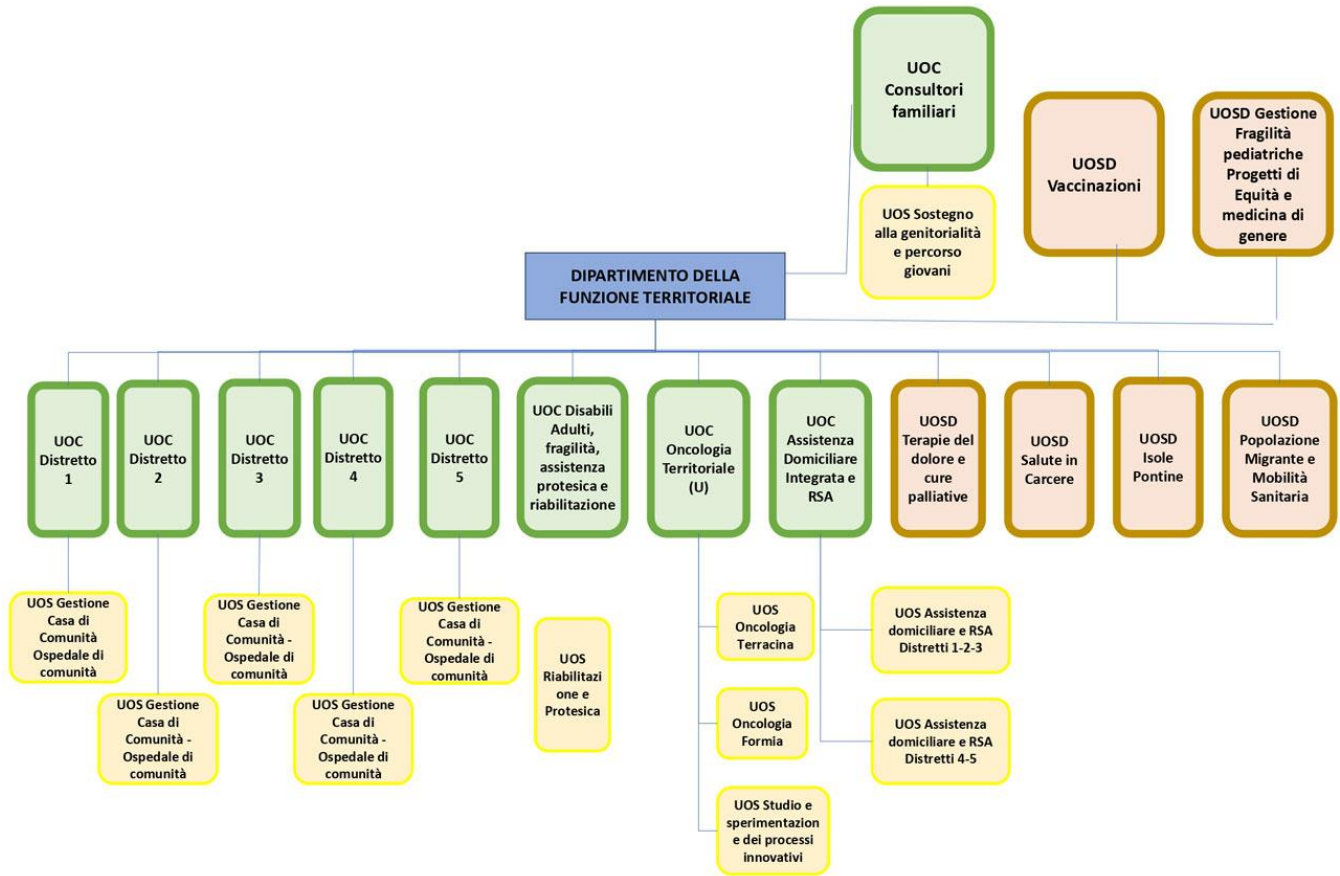 UOC
Consultori
familiari
UOSD
Vaccinazioni
UOSD Gestione
Fragilità
pediatriche
Progetti di
Equità e
medicina di
genere
UOS Sostegno
alla genitorialità
e percorso
giovani
DIPARTIMENTO DELLA
FUNZIONE TERRITORIALE
UOC
Distretto
1
UOC
Distretto
2
UOC
Distretto
3
UOC
Distretto
4
UOC
Distretto
5
UOC Disabili
Adulti,
fragilità,
assistenza
protesica e
riabilitazione
UOC
Oncologia
Territoriale
(U)
UOC
Assistenza
Domiciliare
Integrata e
RSA
UOSD
Terapie del
dolore e
cure
palliative
UOSD
Salute in
Carcere
UOSD
Isole
Pontine
UOSD
Popolazione
Migrante e
Mobilità
Sanitaria
UOS Gestione
Casa di
Comunità
Ospedale di
comunità
UOS Gestione
Casa di
Comunità -
Ospedale di
comunità
UOS Gestione
Casa di
Comunità -
Ospedale di
comunità
UOS Gestione
Casa di
Comunità -
Ospedale di
comunità
UOS Gestione
Casa di
Comunità -
Ospedale di
comunità
UOS
Riabilitazi
one e
Protesica
UOS
Oncologia
Terracina
UOS
Oncologia
Formia
UOS Studio e
sperimentazion
e dei processi
innovativi
UOS Assistenza
domiciliare e RSA
Distretti 1-2-3
UOS Assistenza
domiciliare e RSA
Distretti 4-5